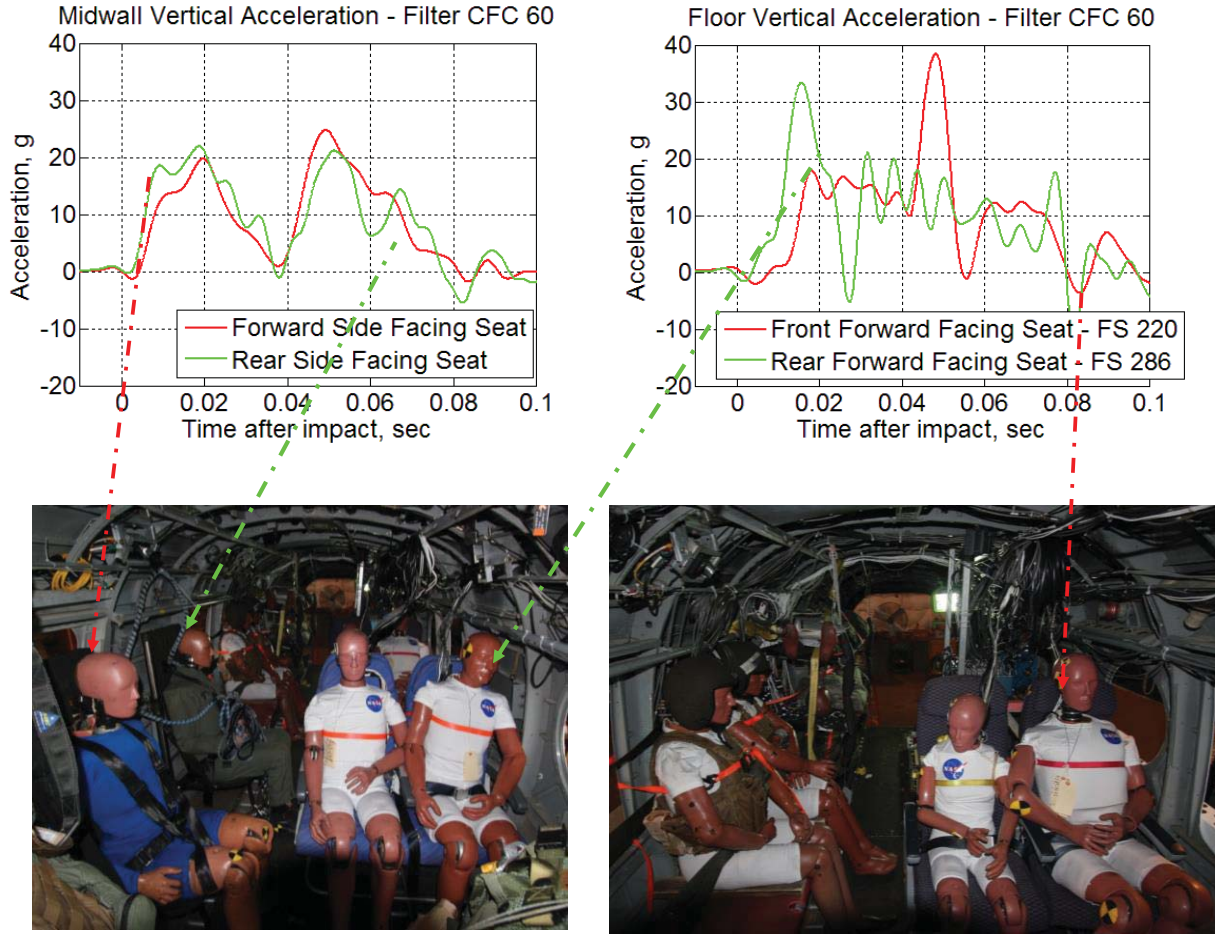 Midwall Vertical Acceleration - Filter CFC 60
Acceleration, g
40
30
20
10
0
-10
-20
Forward Side Facing Seat
Rear Side Facing Seat
0 0.02 0.04 0.06 0.08 0.1
Time after impact, sec
Floor Vertical Acceleration - Filter CFC 60
Acceleration, g
40
30
20
10
0
-10
-20
Front Forward Facing Seat - FS 220
Rear Forward Facing Seat - FS 286
0 0.02 0.04 0.06 0.08 0.1
Time after impact, sec
NASA
NASA
NASA
NASA